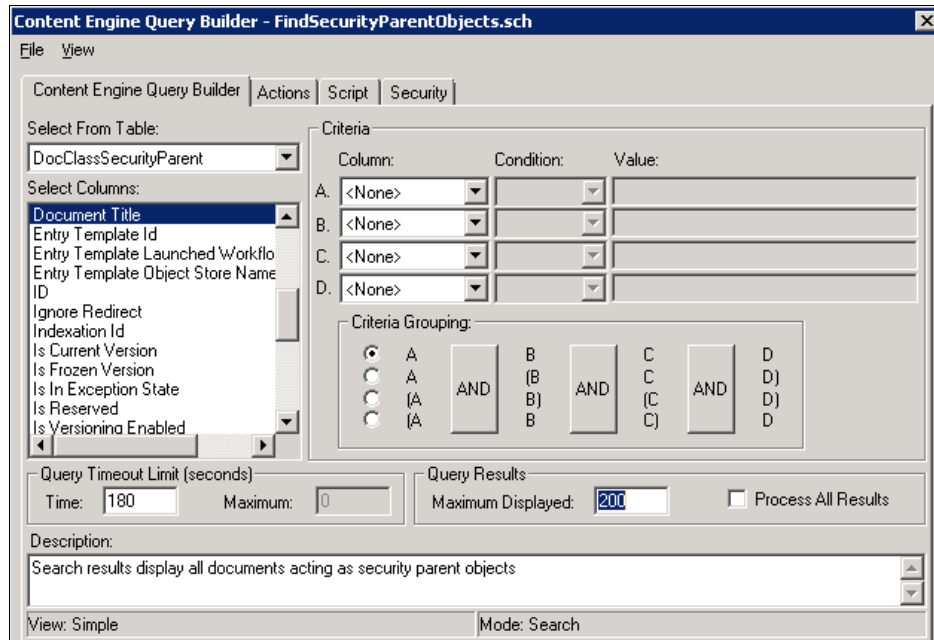 Content Engine Query Builder - FindSecurityParentObjects.sch
File View
Content Engine Query Builder Actions Script Security
Select From Table:
DocClassSecurityParent
Select Columns:
Document Title
Entry Template Id
Entry Template Launched Workflo
Entry Template Object Store Name
ID
Ignore Redirect
Indexation Id
Is Current Version
Is Frozen Version
Is In Exception State
Is Reserved
Is Versioning Enabled
Criteria
Column: Condition: Value:
A. <None>
B. <None>
C. <None>
D. <None>
Criteria Grouping:
A B C D
A (B C D)
(A B) (C D)
(A B C) D
AND AND AND
Query Timeout Limit (seconds)
Time: 180 Maximum: 0
Query Results
Maximum Displayed: 200 Process All Results
Description:
Search results display all documents acting as security parent objects
View: Simple Mode: Search